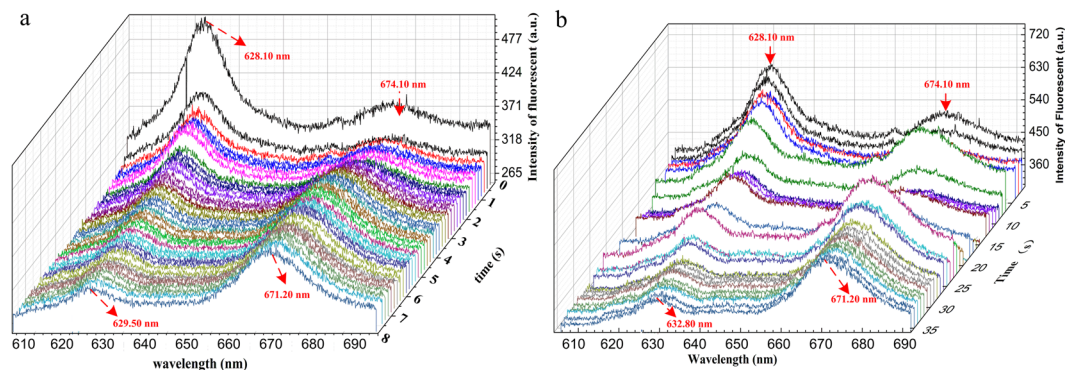 a
477
424
371
318
265
Intensity of fluorescent (a.u.)
628.10 nm
674.10 nm
0
1
2
3
4
5
6
7
8
time (s)
671.20 nm
629.50 nm
610 620 630 640 650 660 670 680 690
wavelength (nm)
b
720
630
540
450
360
Intensity of fluorescent (a.u.)
628.10 nm
674.10 nm
5
10
15
20
25
30
35
Time (s)
671.20 nm
632.80 nm
610 620 630 640 650 660 670 680 690
Wavelength (nm)